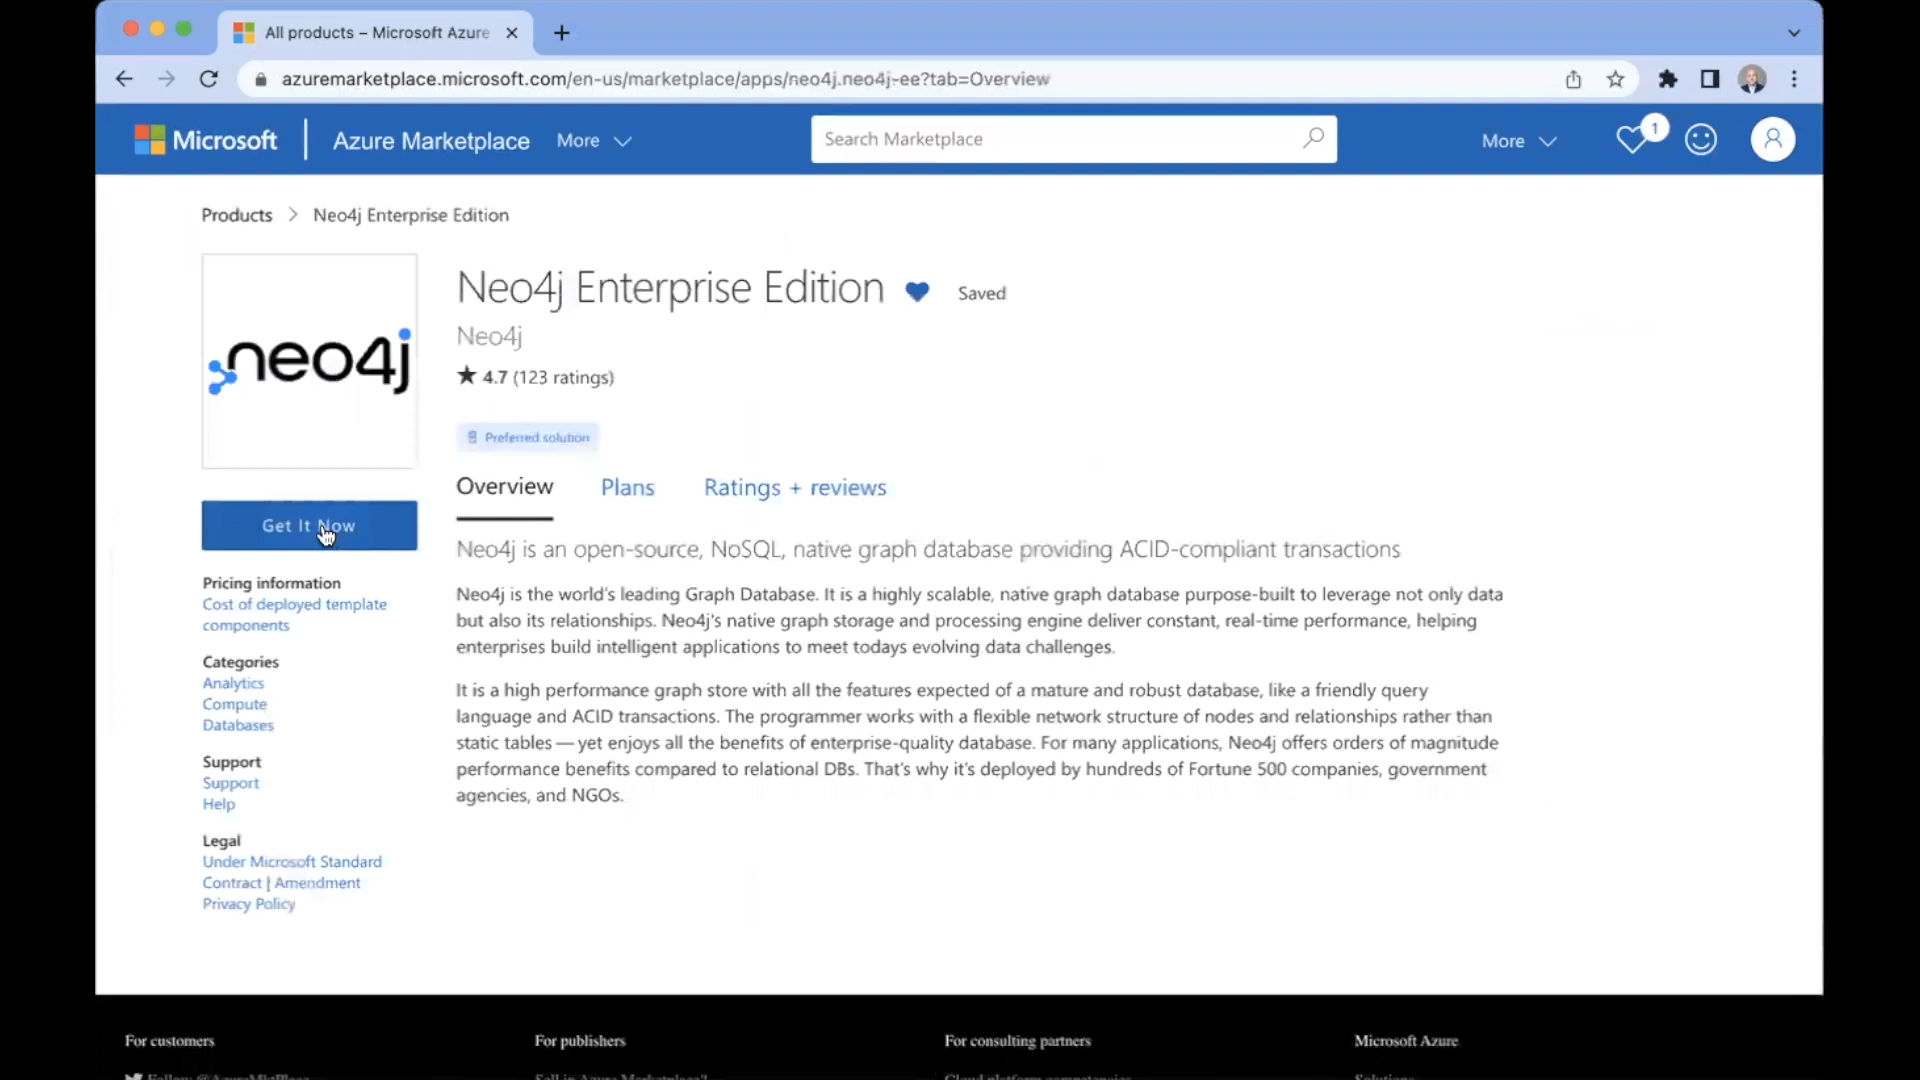 All products – Microsoft Azure
azuremarketplace.microsoft.com/en-us/marketplace/apps/neo4j.neo4j-ee?tab=Overview
Microsoft
Azure Marketplace
More
Search Marketplace
More
1
Products > Neo4j Enterprise Edition
neo4j
Neo4j Enterprise Edition
Saved
Neo4j
★ 4.7 (123 ratings)
Preferred solution
Overview
Plans
Ratings + reviews
Get It Now
Neo4j is an open-source, NoSQL, native graph database providing ACID-compliant transactions
Neo4j is the world's leading Graph Database. It is a highly scalable, native graph database purpose-built to leverage not only data
but also its relationships. Neo4j's native graph storage and processing engine deliver constant, real-time performance, helping
enterprises build intelligent applications to meet todays evolving data challenges.
It is a high performance graph store with all the features expected of a mature and robust database, like a friendly query
language and ACID transactions. The programmer works with a flexible network structure of nodes and relationships rather than
static tables — yet enjoys all the benefits of enterprise-quality database. For many applications, Neo4j offers orders of magnitude
performance benefits compared to relational DBs. That's why it's deployed by hundreds of Fortune 500 companies, government
agencies, and NGOs.
Pricing information
Cost of deployed template
components
Categories
Analytics
Compute
Databases
Support
Support
Help
Legal
Under Microsoft Standard
Contract | Amendment
Privacy Policy
For customers
For publishers
For consulting partners
Microsoft Azure